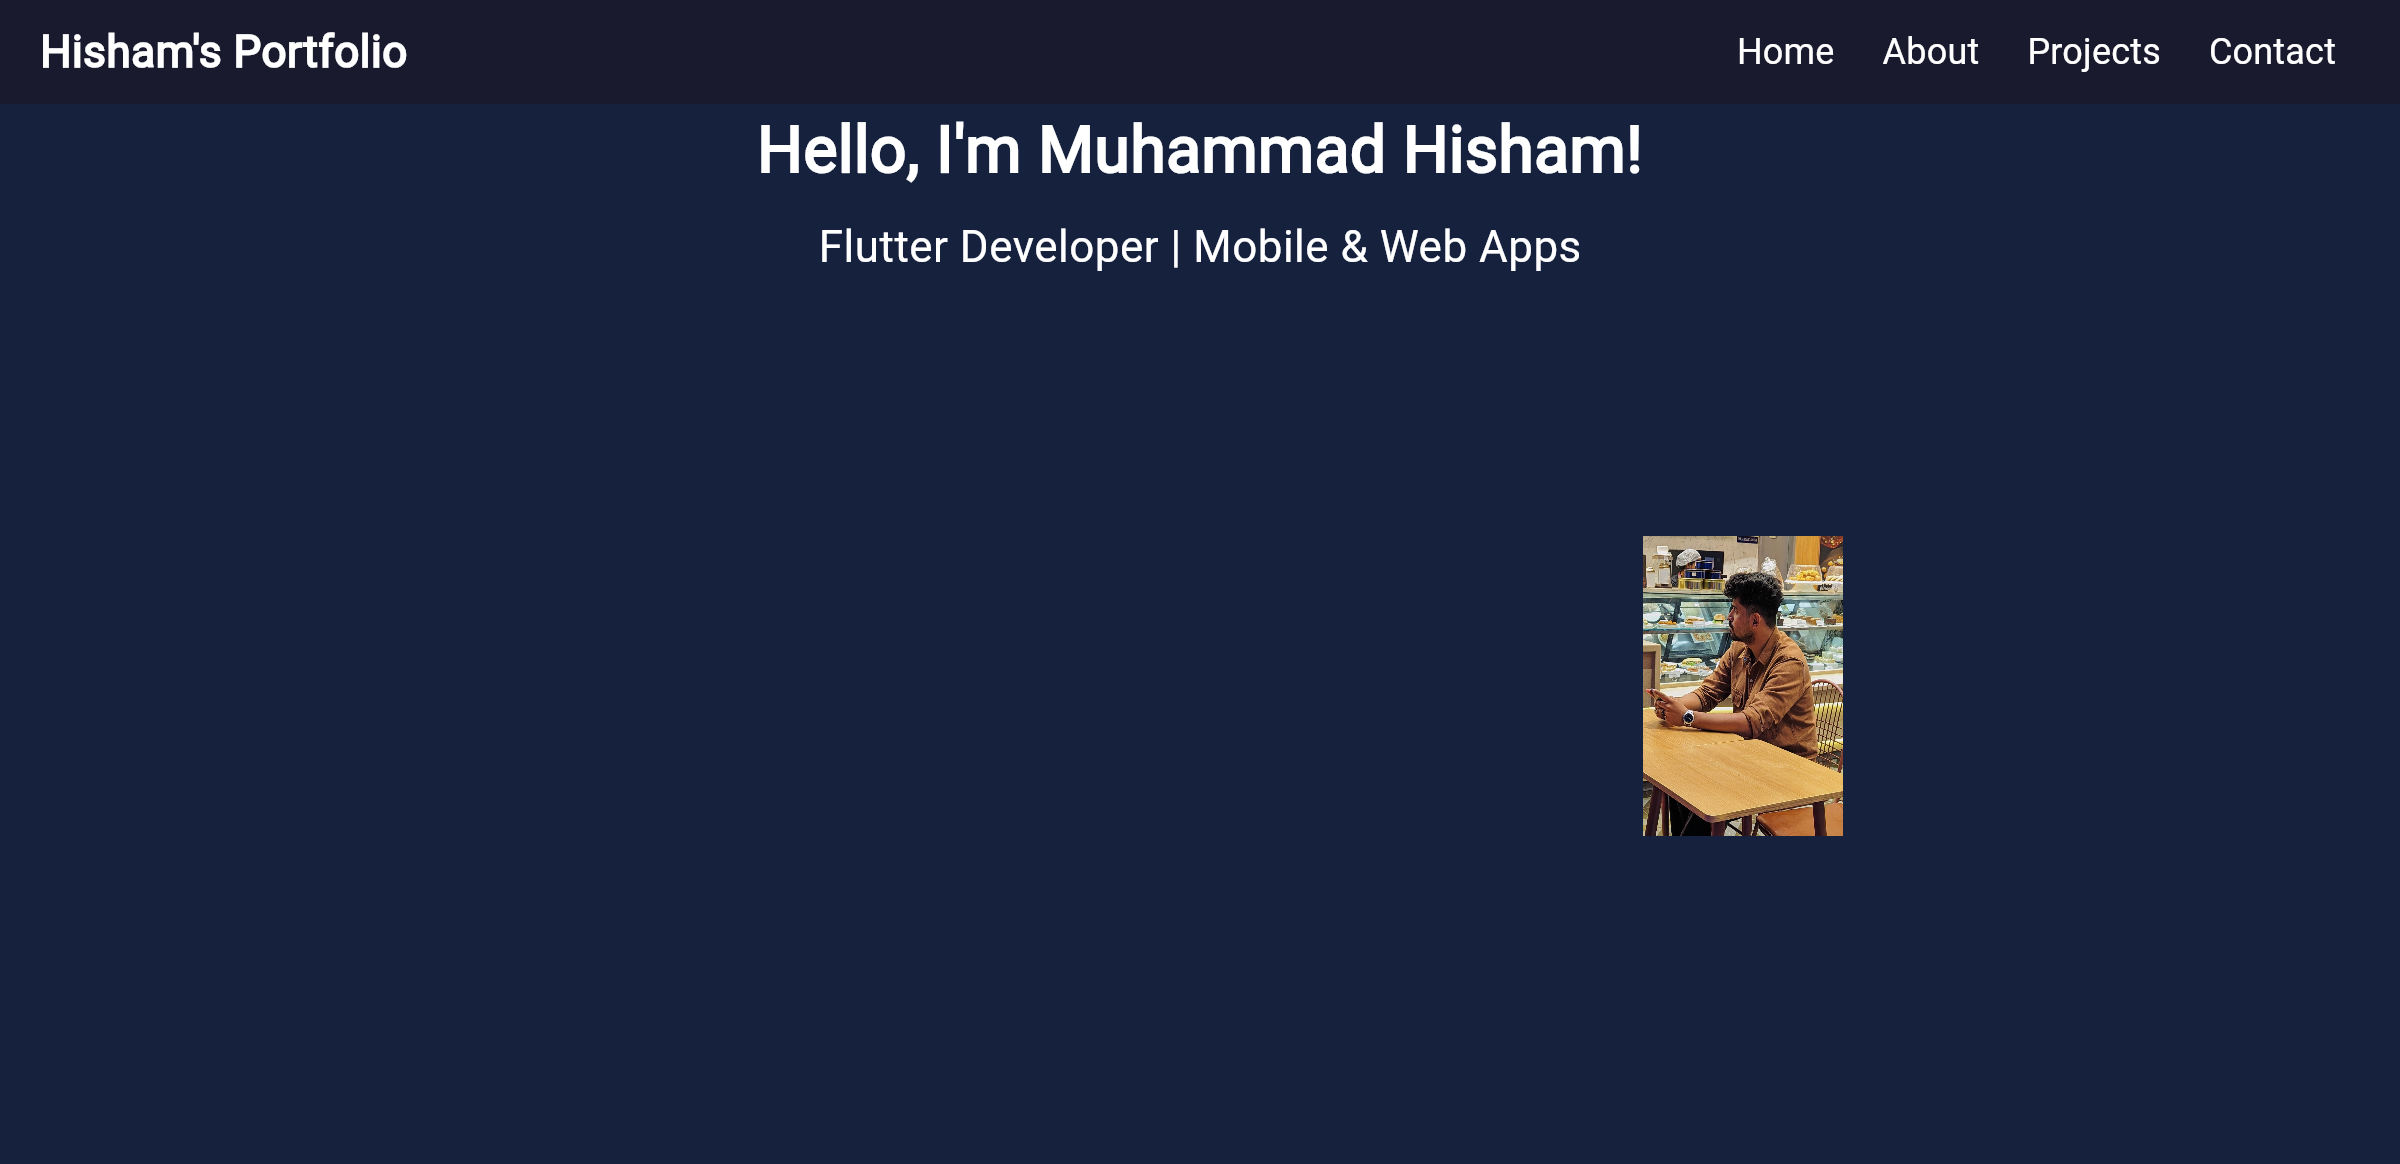 Hisham's Portfolio
Home About Projects Contact
Hello, I'm Muhammad Hisham!
Flutter Developer | Mobile & Web Apps